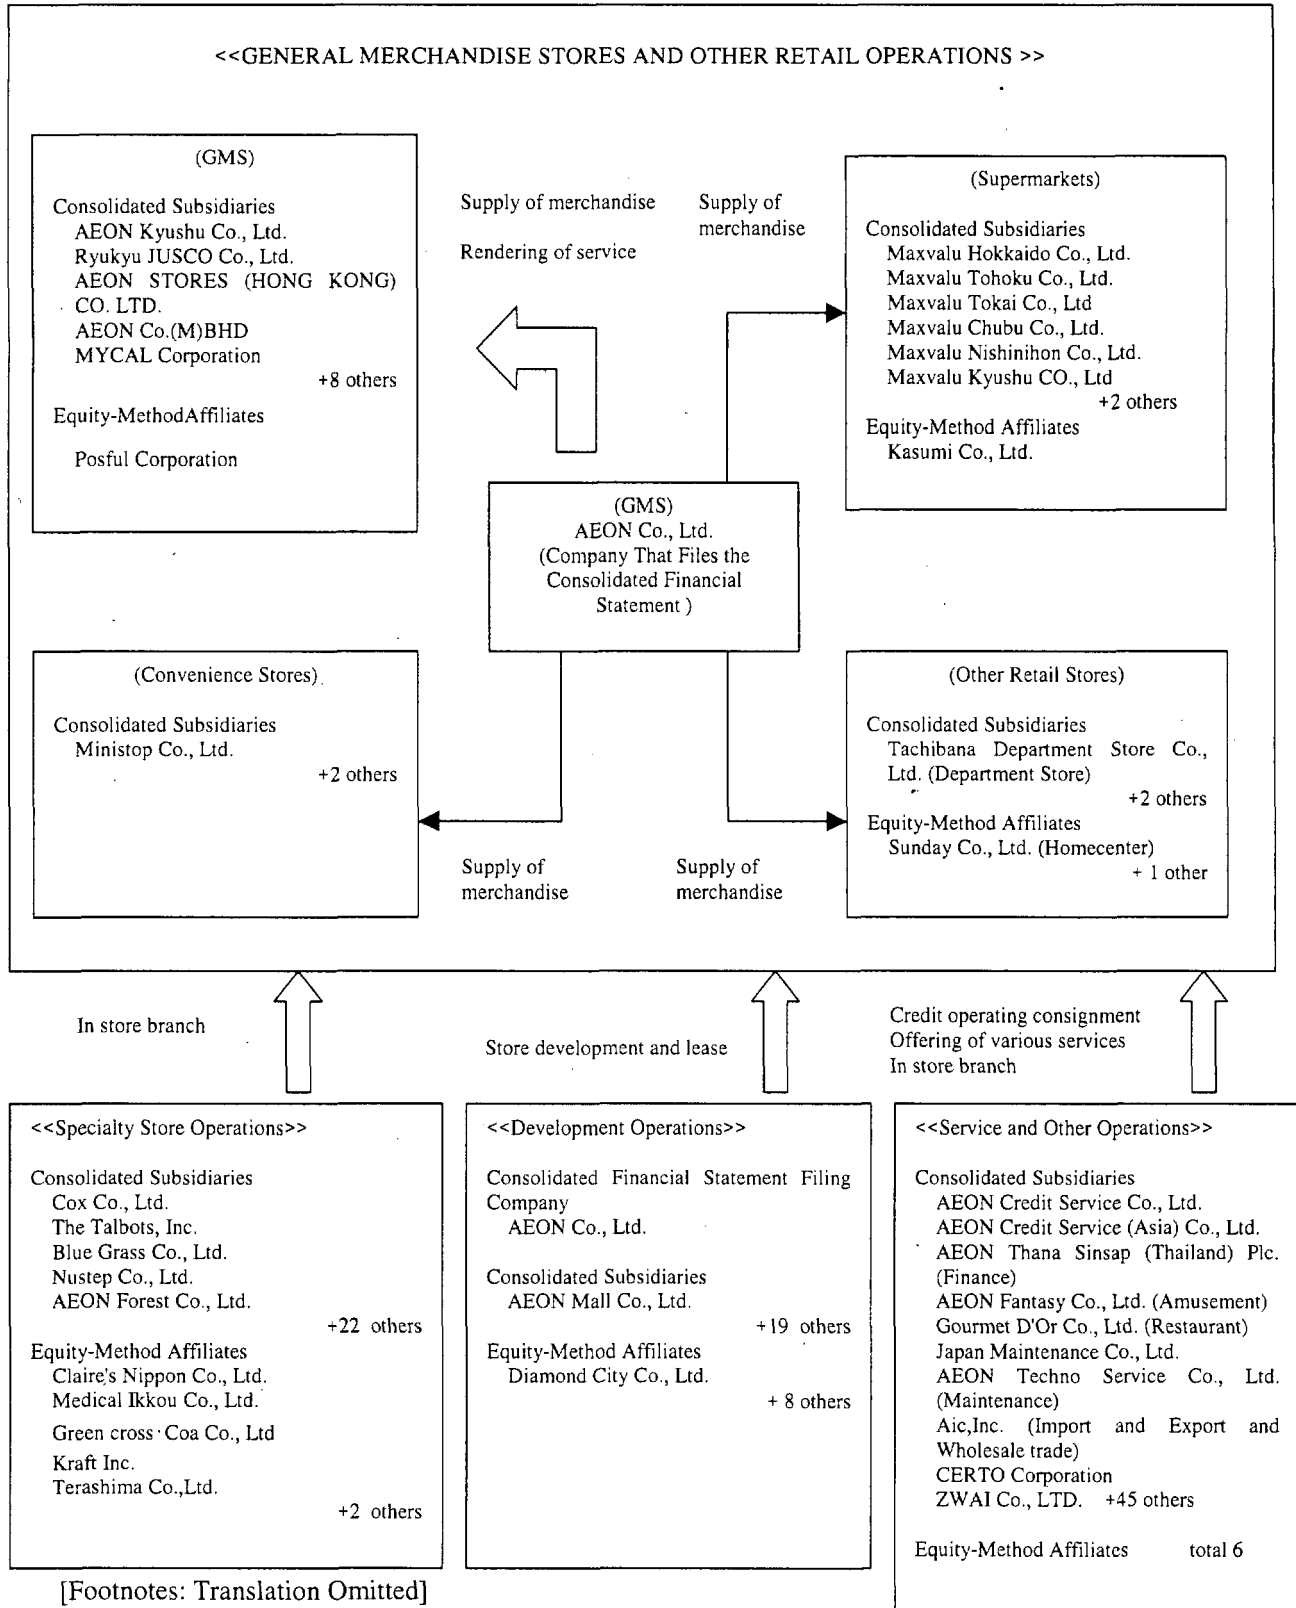 <<GENERAL MERCHANDISE STORES AND OTHER RETAIL OPERATIONS >>
(GMS)
Consolidated Subsidiaries
AEON Kyushu Co., Ltd.
Ryukyu JUSCO Co., Ltd.
AEON STORES (HONG KONG)
CO. LTD.
AEON Co.(M)BHD
MYCAL Corporation
+8 others
Equity-MethodAffiliates
Posful Corporation
Supply of merchandise
Rendering of service
Supply of
merchandise
(Supermarkets)
Consolidated Subsidiaries
Maxvalu Hokkaido Co., Ltd.
Maxvalu Tohoku Co., Ltd.
Maxvalu Tokai Co., Ltd
Maxvalu Chubu Co., Ltd.
Maxvalu Nishinihon Co., Ltd.
Maxvalu Kyushu CO., Ltd
+2 others
Equity-Method Affiliates
Kasumi Co., Ltd.
(GMS)
AEON Co., Ltd.
(Company That Files the
Consolidated Financial
Statement )
(Convenience Stores)
Consolidated Subsidiaries
Ministop Co., Ltd.
+2 others
Supply of
merchandise
Supply of
merchandise
(Other Retail Stores)
Consolidated Subsidiaries
Tachibana Department Store Co.,
Ltd. (Department Store)
+2 others
Equity-Method Affiliates
Sunday Co., Ltd. (Homecenter)
+ 1 other
In store branch
Store development and lease
Credit operating consignment
Offering of various services
In store branch
<<Specialty Store Operations>>
Consolidated Subsidiaries
Cox Co., Ltd.
The Talbots, Inc.
Blue Grass Co., Ltd.
Nustep Co., Ltd.
AEON Forest Co., Ltd.
+22 others
Equity-Method Affiliates
Claire's Nippon Co., Ltd.
Medical Ikkou Co., Ltd.
Green cross·Coa Co., Ltd
Kraft Inc.
Terashima Co.,Ltd.
+2 others
<<Development Operations>>
Consolidated Financial Statement Filing
Company
AEON Co., Ltd.
Consolidated Subsidiaries
AEON Mall Co., Ltd.
+19 others
Equity-Method Affiliates
Diamond City Co., Ltd.
+ 8 others
<<Service and Other Operations>>
Consolidated Subsidiaries
AEON Credit Service Co., Ltd.
AEON Credit Service (Asia) Co., Ltd.
AEON Thana Sinsap (Thailand) Plc.
(Finance)
AEON Fantasy Co., Ltd. (Amusement)
Gourmet D'Or Co., Ltd. (Restaurant)
Japan Maintenance Co., Ltd.
AEON Techno Service Co., Ltd.
(Maintenance)
Aic,Inc. (Import and Export and
Wholesale trade)
CERTO Corporation
ZWAI Co., LTD. +45 others
Equity-Method Affiliates total 6
[Footnotes: Translation Omitted]